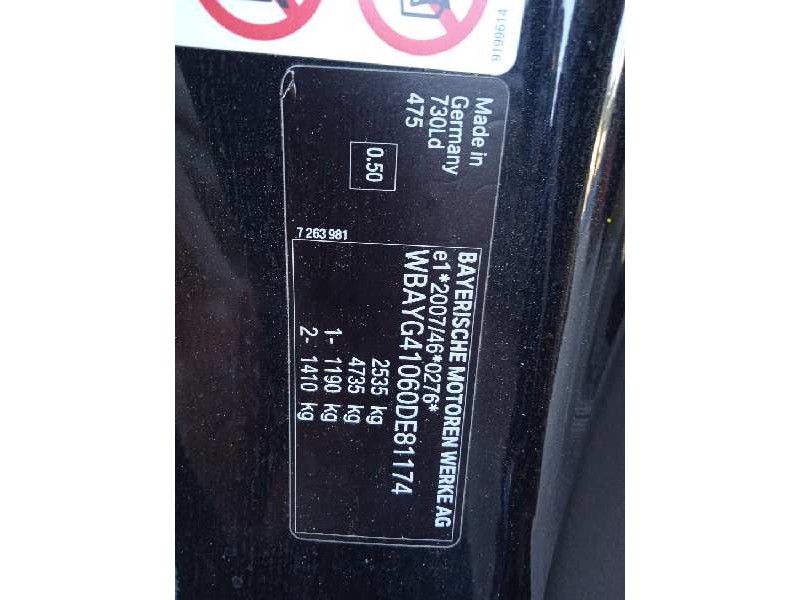 9199614
Made in
Germany
730Ld
475
0.50
7 263 981
BAYERISCHE MOTOREN WERKE AG
e1*2007/46*0276*
WBAYG41060DE81174
2535 kg
4735 kg
1- 1190 kg
2- 1410 kg